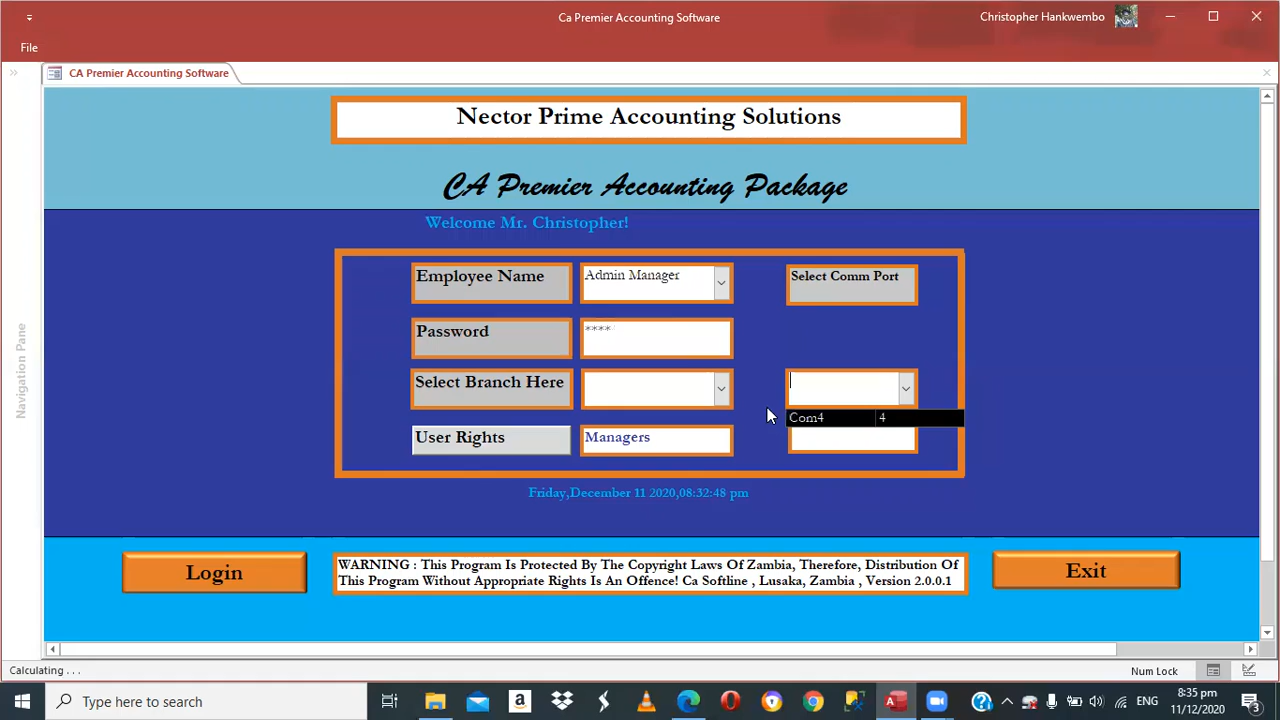 Ca Premier Accounting Software
Christopher Hankwembo
File
CA Premier Accounting Software
Nector Prime Accounting Solutions
CA Premier Accounting Package
Welcome Mr. Christopher!
Employee Name
Admin Manager
Select Comm Port
Password
****
Select Branch Here
Com4 4
User Rights
Managers
Friday,December 11 2020,08:32:48 pm
Login
WARNING : This Program Is Protected By The Copyright Laws Of Zambia, Therefore, Distribution Of
This Program Without Appropriate Rights Is An Offence! Ca Softline , Lusaka, Zambia , Version 2.0.0.1
Exit
Navigation Pane
Calculating . . .
Num Lock
Type here to search
ENG
8:35 pm
11/12/2020
3